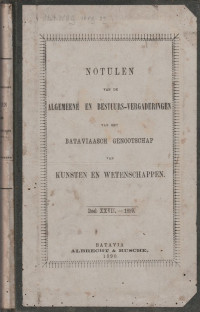 NOTULEN
VAN DE
ALGEMEENE EN BESTUURS-VERGADERINGEN
VAN HET
BATAVIAASCH GENOOTSCHAP
VAN
KUNSTEN EN WETENSCHAPPEN.
Deel XXVII. — 1889.
BATAVIA
ALBRECHT & RUSCHE,
1890.